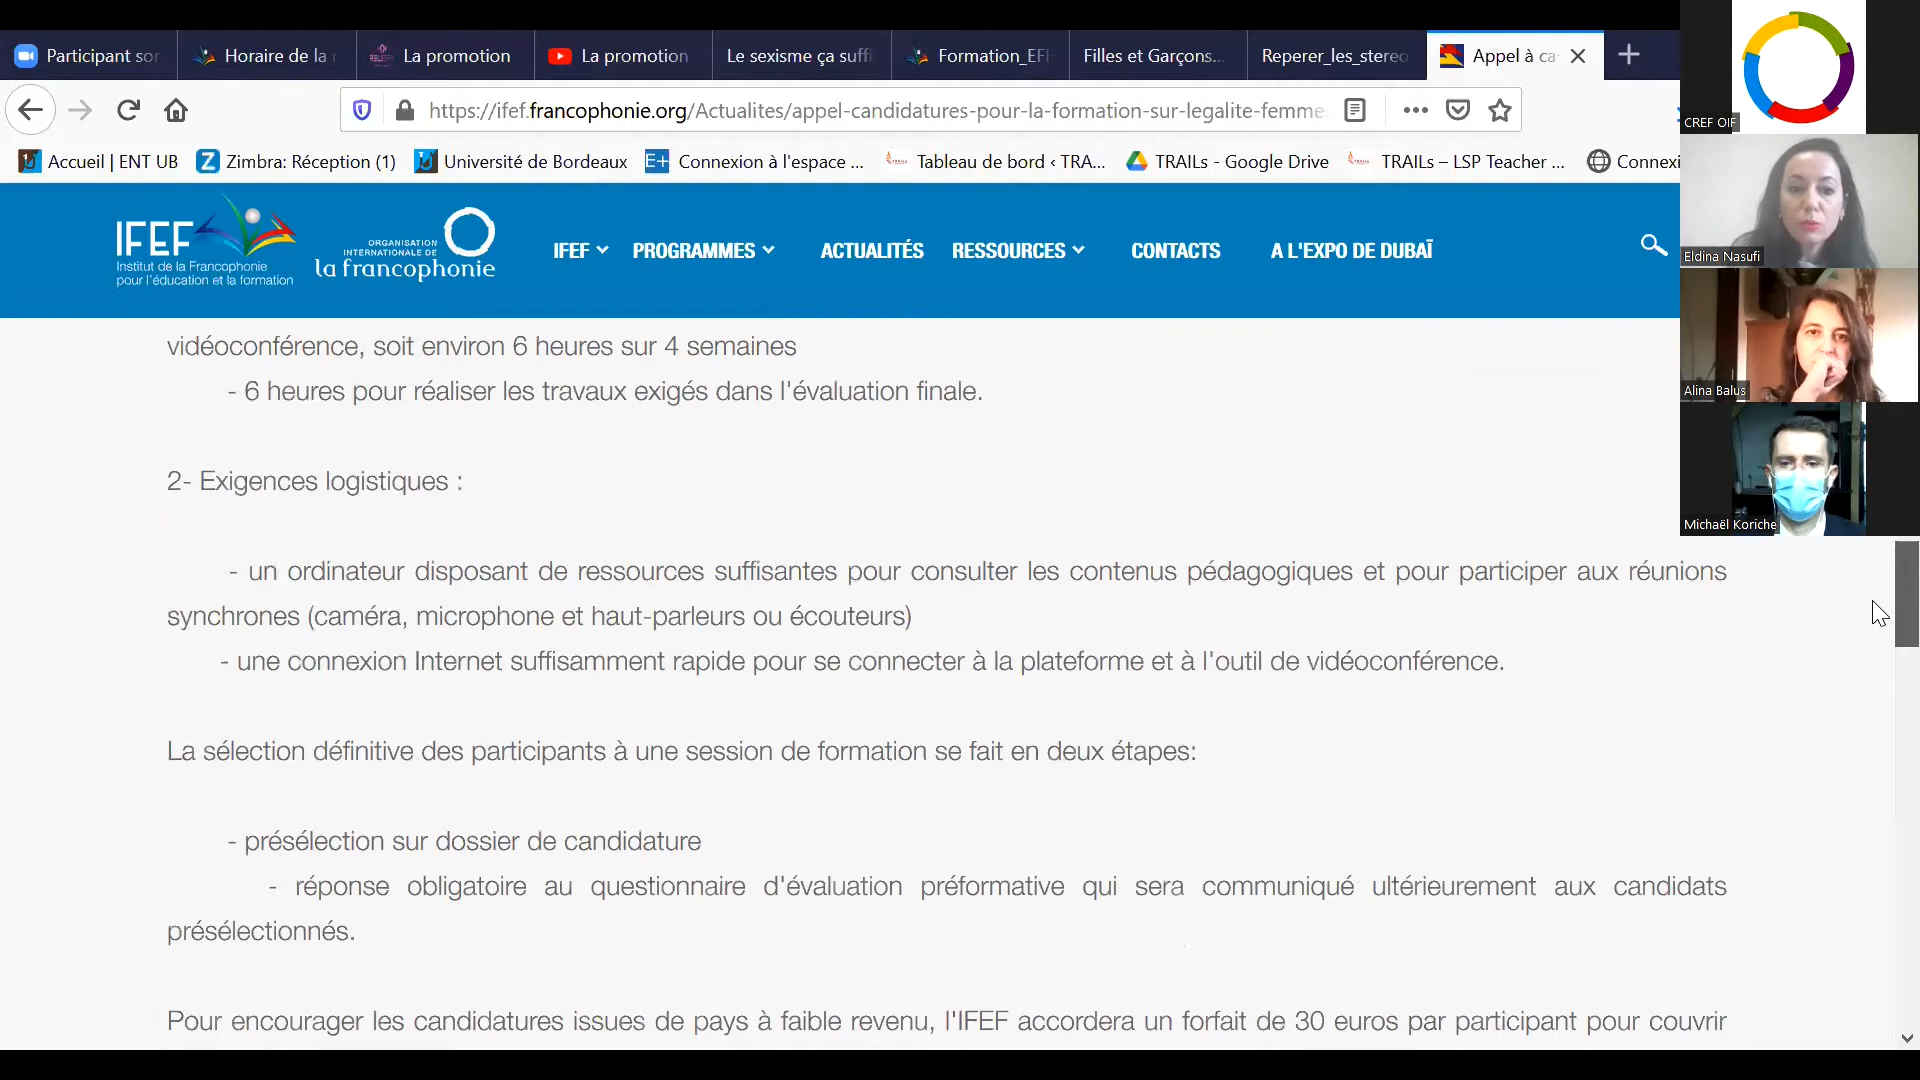 Participant sor
Horaire de la r
La promotion
La promotion
Le sexisme ça suffi
Formation_EFH
Filles et Garçons...
Reperer_les_stereo
Appel à ca
https://ifef.francophonie.org/Actualites/appel-candidatures-pour-la-formation-sur-legalite-femmes
Accueil | ENT UB
Zimbra: Réception (1)
Université de Bordeaux
E+ Connexion à l'espace ...
Tableau de bord ‹ TRA...
TRAILs - Google Drive
TRAILs – LSP Teacher ...
Connexi
IFEF
Institut de la Francophonie
pour l'éducation et la formation
ORGANISATION
INTERNATIONALE DE
la francophonie
IFEF
PROGRAMMES
ACTUALITÉS
RESSOURCES
CONTACTS
A L'EXPO DE DUBAÏ
CREF OIF
Eldina Nasufi
Alina Balus
Michaël Koriche
vidéoconférence, soit environ 6 heures sur 4 semaines
- 6 heures pour réaliser les travaux exigés dans l'évaluation finale.
2- Exigences logistiques :
- un ordinateur disposant de ressources suffisantes pour consulter les contenus pédagogiques et pour participer aux réunions
synchrones (caméra, microphone et haut-parleurs ou écouteurs)
- une connexion Internet suffisamment rapide pour se connecter à la plateforme et à l'outil de vidéoconférence.
La sélection définitive des participants à une session de formation se fait en deux étapes:
- présélection sur dossier de candidature
- réponse obligatoire au questionnaire d'évaluation préformative qui sera communiqué ultérieurement aux candidats
présélectionnés.
Pour encourager les candidatures issues de pays à faible revenu, l'IFEF accordera un forfait de 30 euros par participant pour couvrir